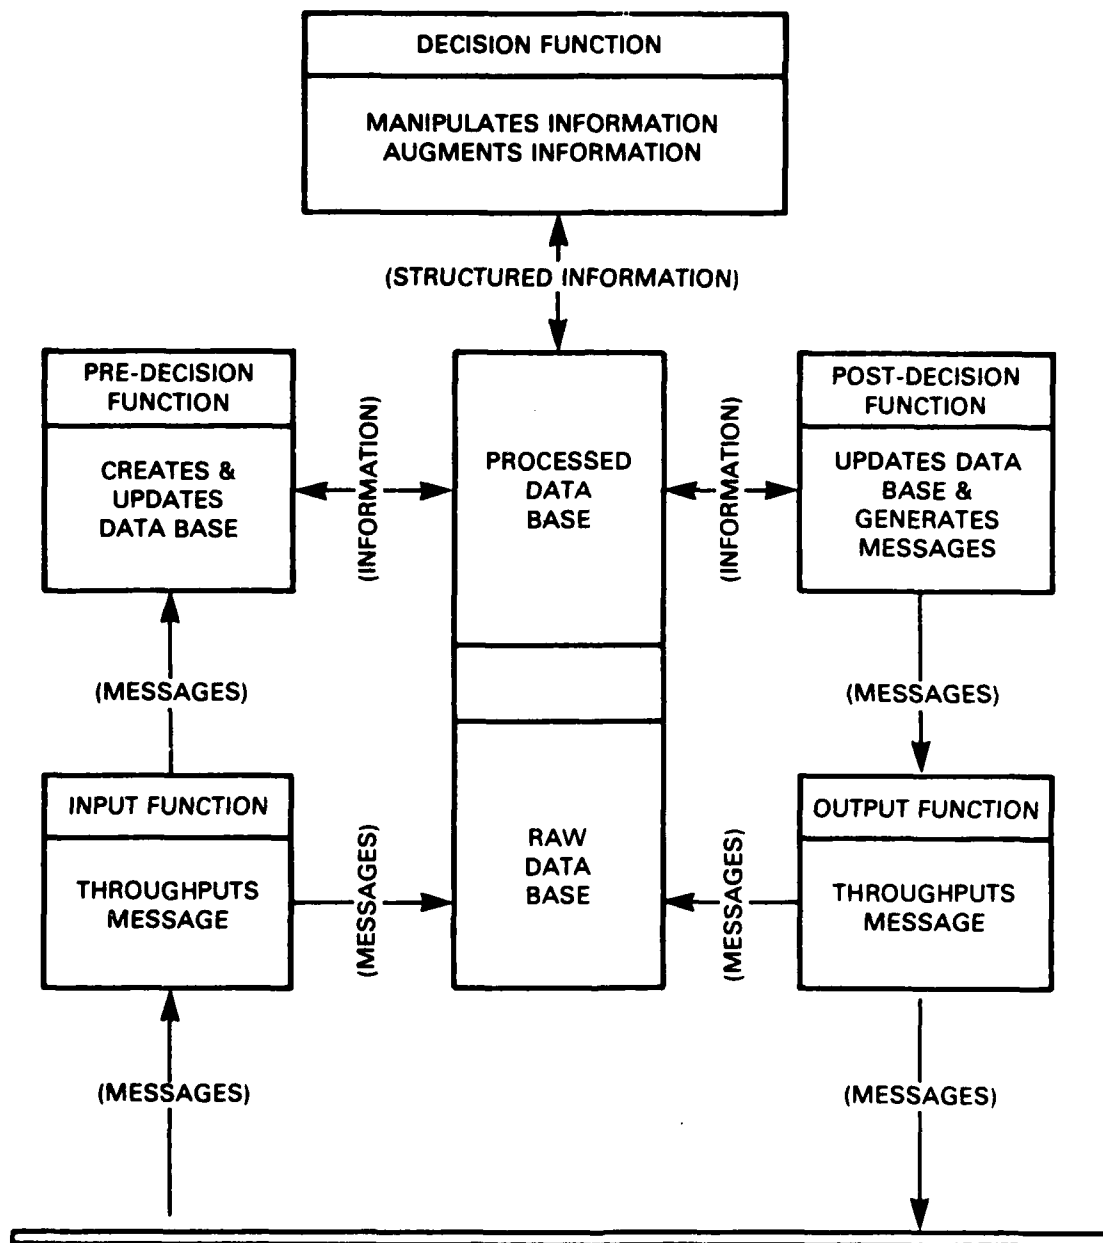 DECISION FUNCTION
MANIPULATES INFORMATION
AUGMENTS INFORMATION
(STRUCTURED INFORMATION)
PRE-DECISION
FUNCTION
CREATES &
UPDATES
DATA BASE
(INFORMATION)
PROCESSED
DATA
BASE
(INFORMATION)
POST-DECISION
FUNCTION
UPDATES DATA
BASE &
GENERATES
MESSAGES
(MESSAGES)
(MESSAGES)
INPUT FUNCTION
THROUGHPUTS
MESSAGE
(MESSAGES)
RAW
DATA
BASE
(MESSAGES)
OUTPUT FUNCTION
THROUGHPUTS
MESSAGE
(MESSAGES)
(MESSAGES)